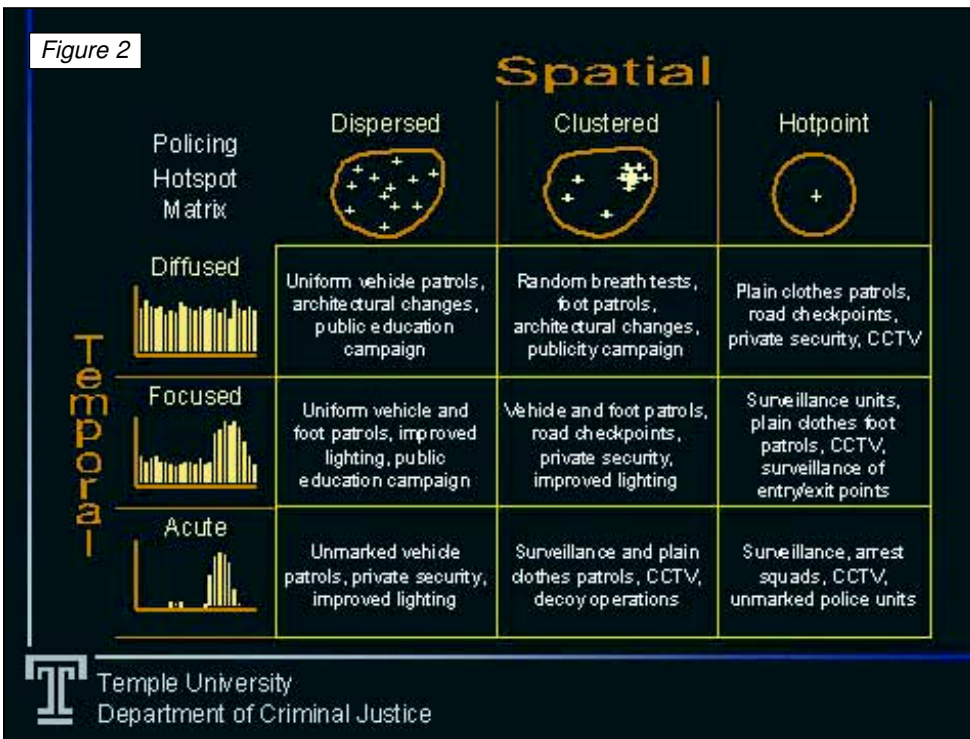 Figure 2
Spatial
Policing
Hotspot
Matrix
Dispersed
Clustered
Hotpoint
Temporal
Diffused
Uniform vehicle patrols,
architectural changes,
public education
campaign
Random breath tests,
foot patrols,
architectural changes,
publicity campaign
Plain clothes patrols,
road checkpoints,
private security, CCTV
Focused
Uniform vehicle and
foot patrols, improved
lighting, public
education campaign
Vehicle and foot patrols,
road checkpoints,
private security,
improved lighting
Surveillance units,
plain clothes foot
patrols, CCTV,
surveillance of
entry/exit points
Acute
Unmarked vehicle
patrols, private security,
improved lighting
Surveillance and plain
clothes patrols, CCTV,
decoy operations
Surveillance, arrest
squads, CCTV,
unmarked police units
Temple University
Department of Criminal Justice